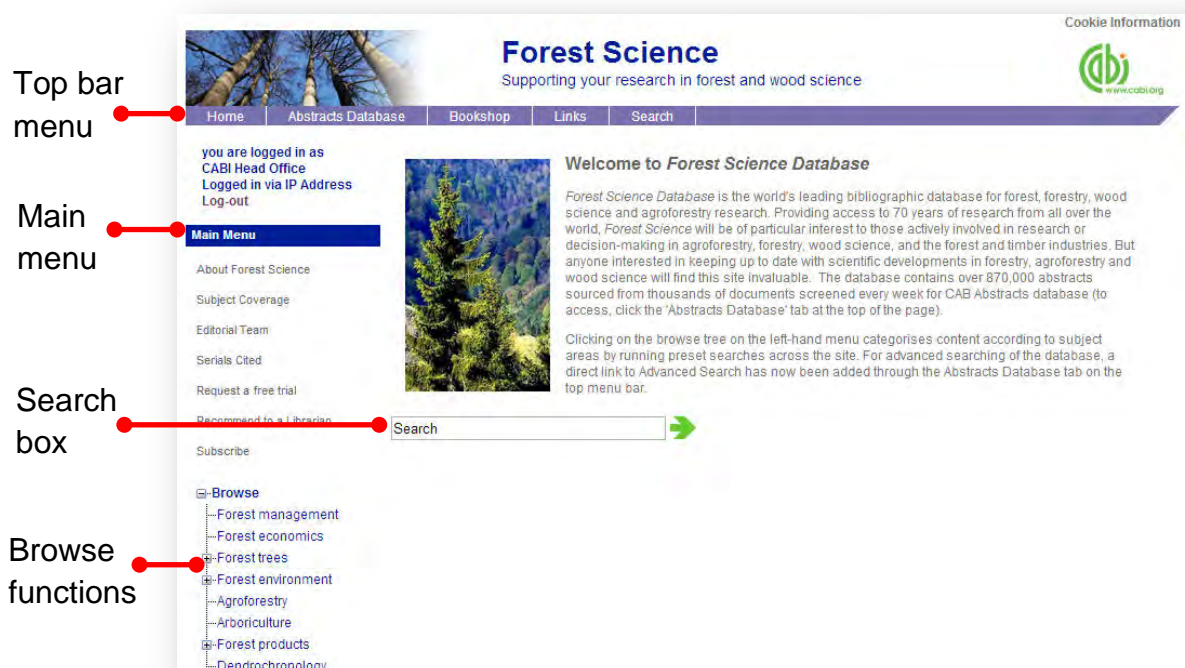 Cookie Information
Forest Science
Supporting your research in forest and wood science
www.cabi.org
Top bar
menu
Home Abstracts Database Bookshop Links Search
you are logged in as
CABI Head Office
Logged in via IP Address
Log-out
Main
menu
Main Menu
About Forest Science
Subject Coverage
Editorial Team
Serials Cited
Request a free trial
Recommend to a Librarian
Subscribe
Welcome to Forest Science Database
Forest Science Database is the world's leading bibliographic database for forest, forestry, wood
science and agroforestry research. Providing access to 70 years of research from all over the
world, Forest Science will be of particular interest to those actively involved in research or
decision-making in agroforestry, forestry, wood science, and the forest and timber industries. But
anyone interested in keeping up to date with scientific developments in forestry, agroforestry and
wood science will find this site invaluable. The database contains over 870,000 abstracts
sourced from thousands of documents screened every week for CAB Abstracts database (to
access, click the 'Abstracts Database' tab at the top of the page).
Clicking on the browse tree on the left-hand menu categorises content according to subject
areas by running preset searches across the site. For advanced searching of the database, a
direct link to Advanced Search has now been added through the Abstracts Database tab on the
top menu bar.
Search
box
Search
Browse
functions
Browse
Forest management
Forest economics
Forest trees
Forest environment
Agroforestry
Arboriculture
Forest products
Dendrochronology